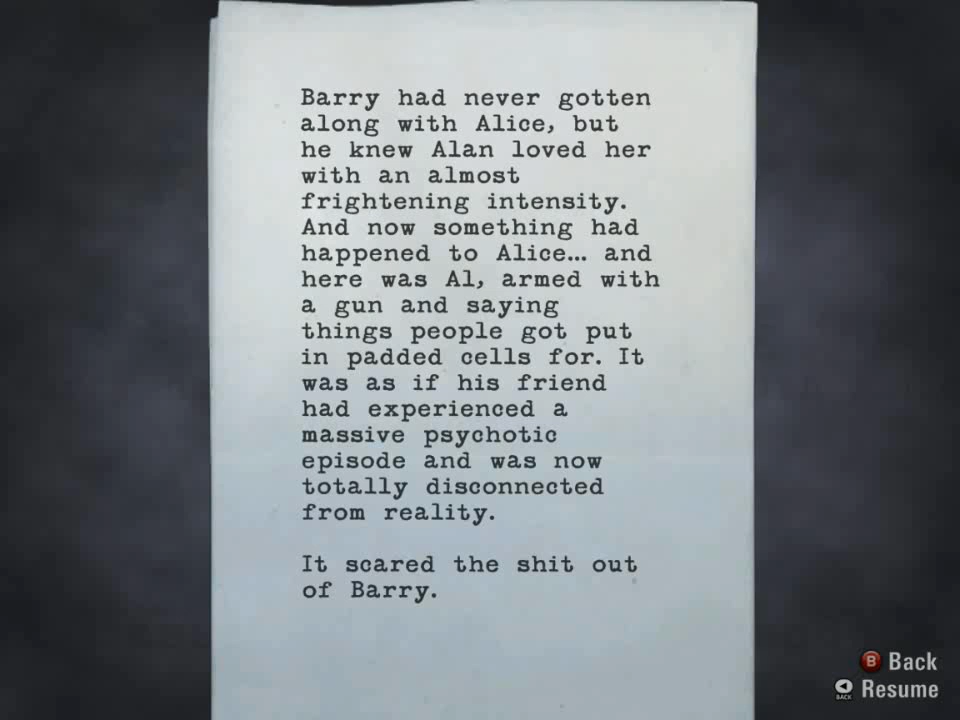 Barry had never gotten
along with Alice, but
he knew Alan loved her
with an almost
frightening intensity.
And now something had
happened to Alice… and
here was Al, armed with
a gun and saying
things people got put
in padded cells for. It
was as if his friend
had experienced a
massive psychotic
episode and was now
totally disconnected
from reality.

It scared the shit out
of Barry.
B Back
BACK Resume